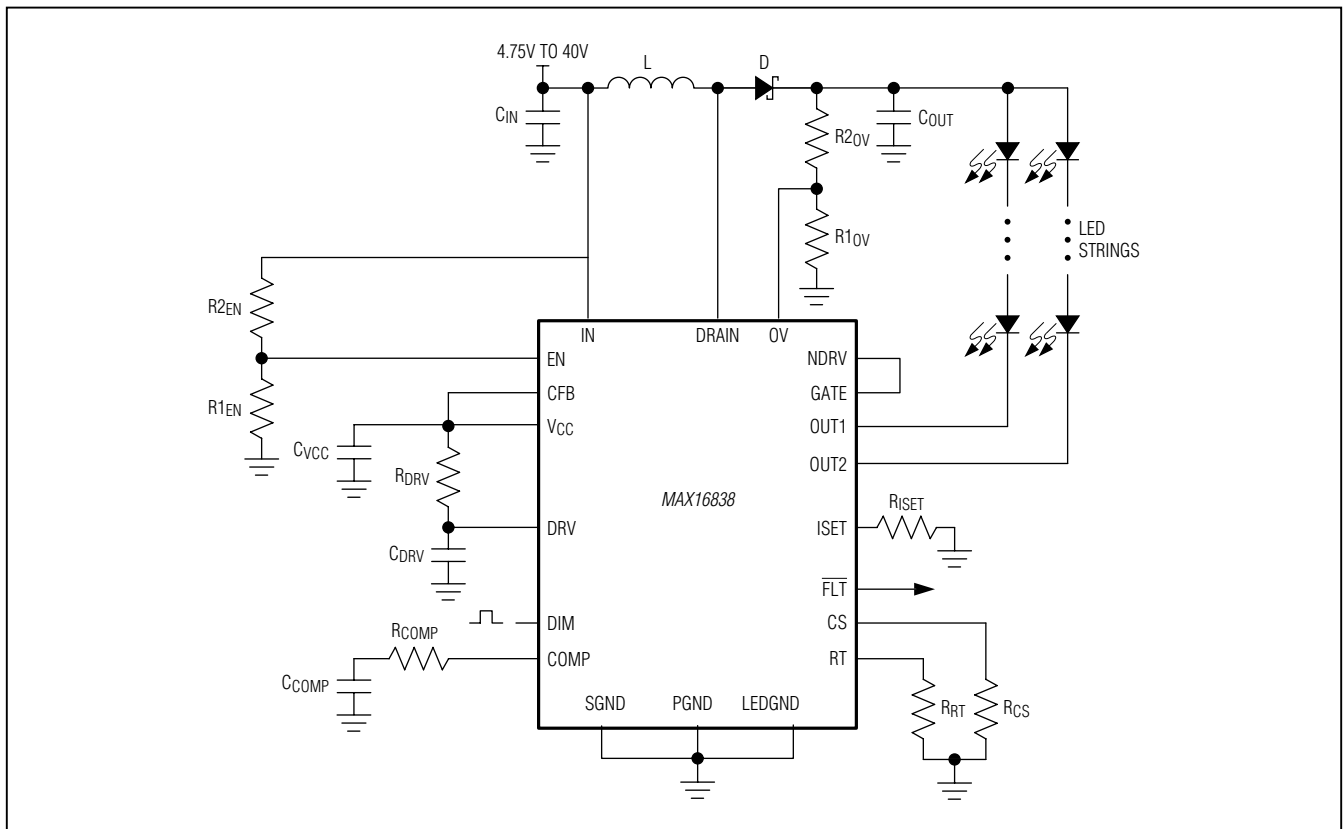 4.75V TO 40V
L
D
CIN
R2OV
COUT
R1OV
LED
STRINGS
R2EN
R1EN
IN
DRAIN
OV
EN
CFB
VCC
NDRV
GATE
OUT1
OUT2
CVCC
RDRV
MAX16838
DRV
CDRV
ISET
RISET
FLT
DIM
CS
RCOMP
COMP
RT
CCOMP
SGND
PGND
LEDGND
RRT
RCS